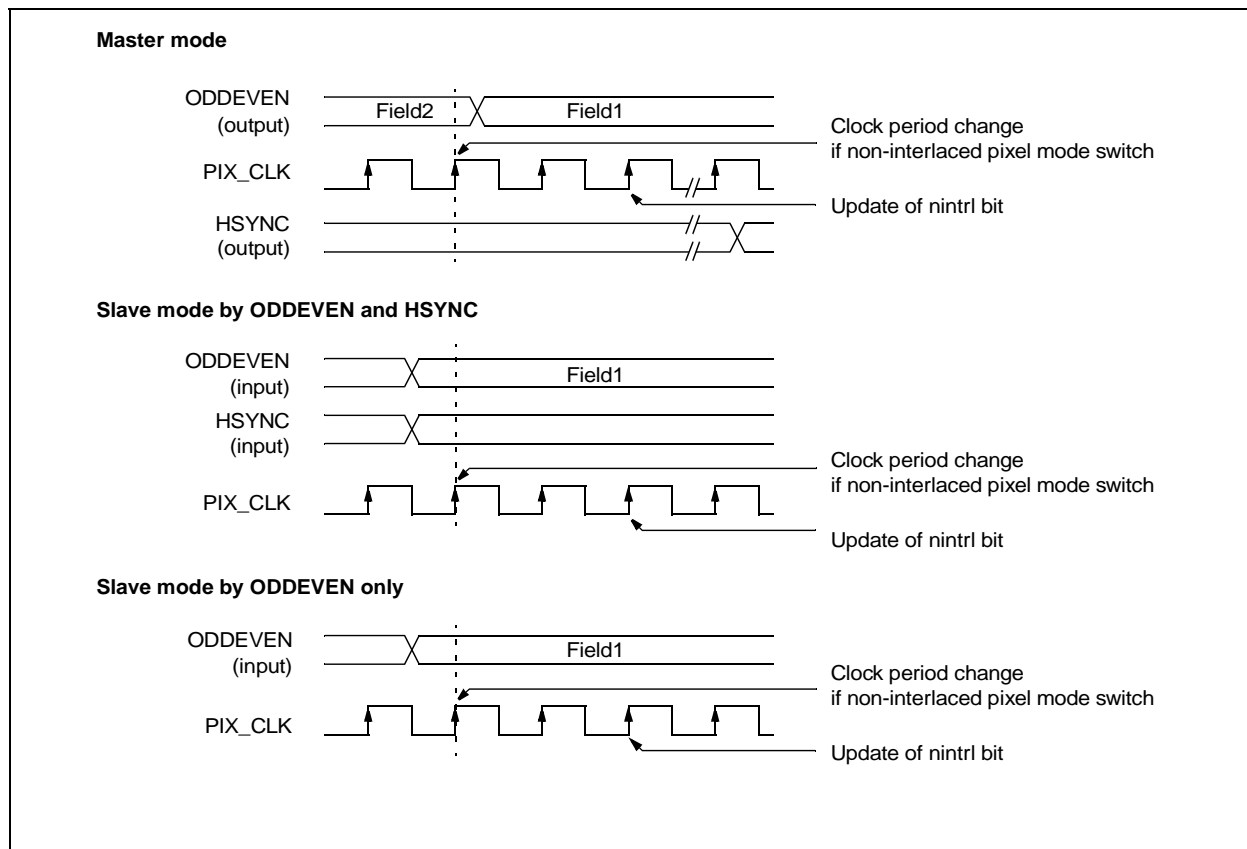 Master mode
ODDEVEN
(output)
Field2
Field1
Clock period change
if non-interlaced pixel mode switch
PIX_CLK
Update of nintrl bit
HSYNC
(output)
Slave mode by ODDEVEN and HSYNC
ODDEVEN
(input)
Field1
HSYNC
(input)
Clock period change
if non-interlaced pixel mode switch
PIX_CLK
Update of nintrl bit
Slave mode by ODDEVEN only
ODDEVEN
(input)
Field1
Clock period change
if non-interlaced pixel mode switch
PIX_CLK
Update of nintrl bit